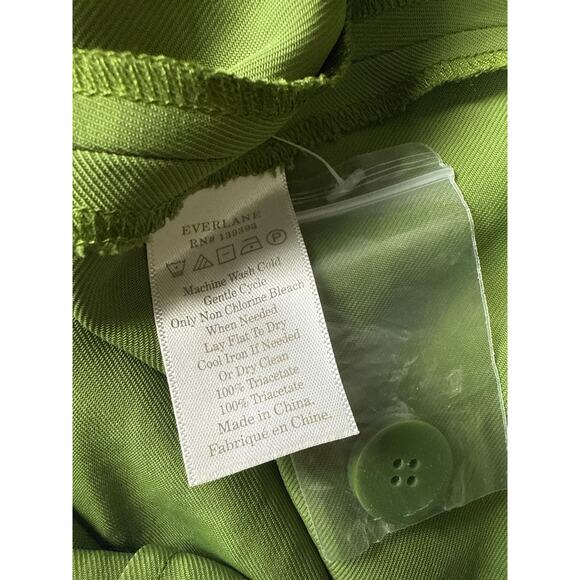 EVERLANE
RN# 139393
Machine Wash Cold
Gentle Cycle
Only Non Chlorine Bleach
When Needed
Lay Flat To Dry
Cool Iron If Needed
Or Dry Clean
100% Triacetate
100% Triacetate
Made in China.
Fabriqué en Chine.